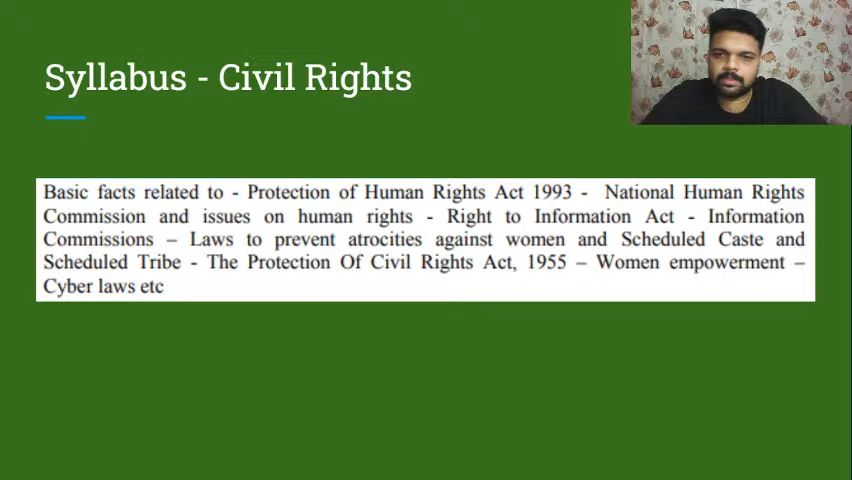 Syllabus - Civil Rights
Basic facts related to - Protection of Human Rights Act 1993 - National Human Rights
Commission and issues on human rights - Right to Information Act - Information
Commissions – Laws to prevent atrocities against women and Scheduled Caste and
Scheduled Tribe - The Protection Of Civil Rights Act, 1955 – Women empowerment –
Cyber laws etc